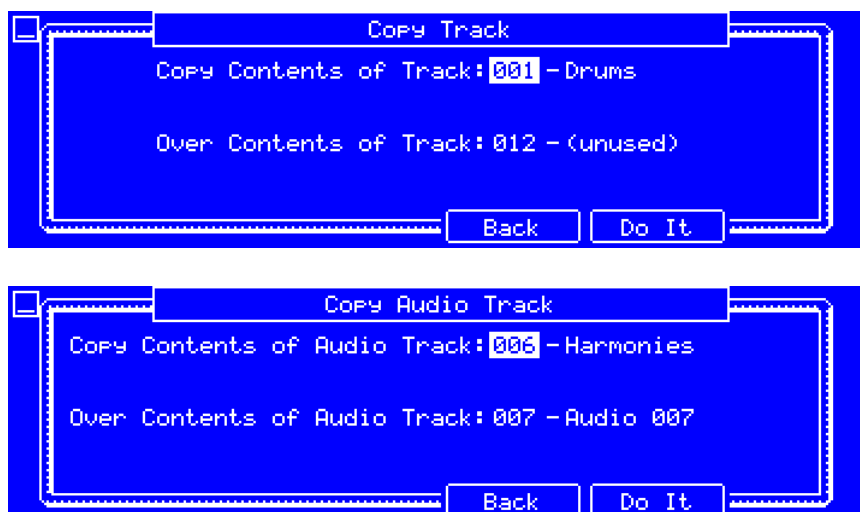 Copy Track
Copy Contents of Track:001-Drums
Over Contents of Track:012-(unused)
Back Do It
Copy Audio Track
Copy Contents of Audio Track:006-Harmonies
Over Contents of Audio Track:007-Audio 007
Back Do It